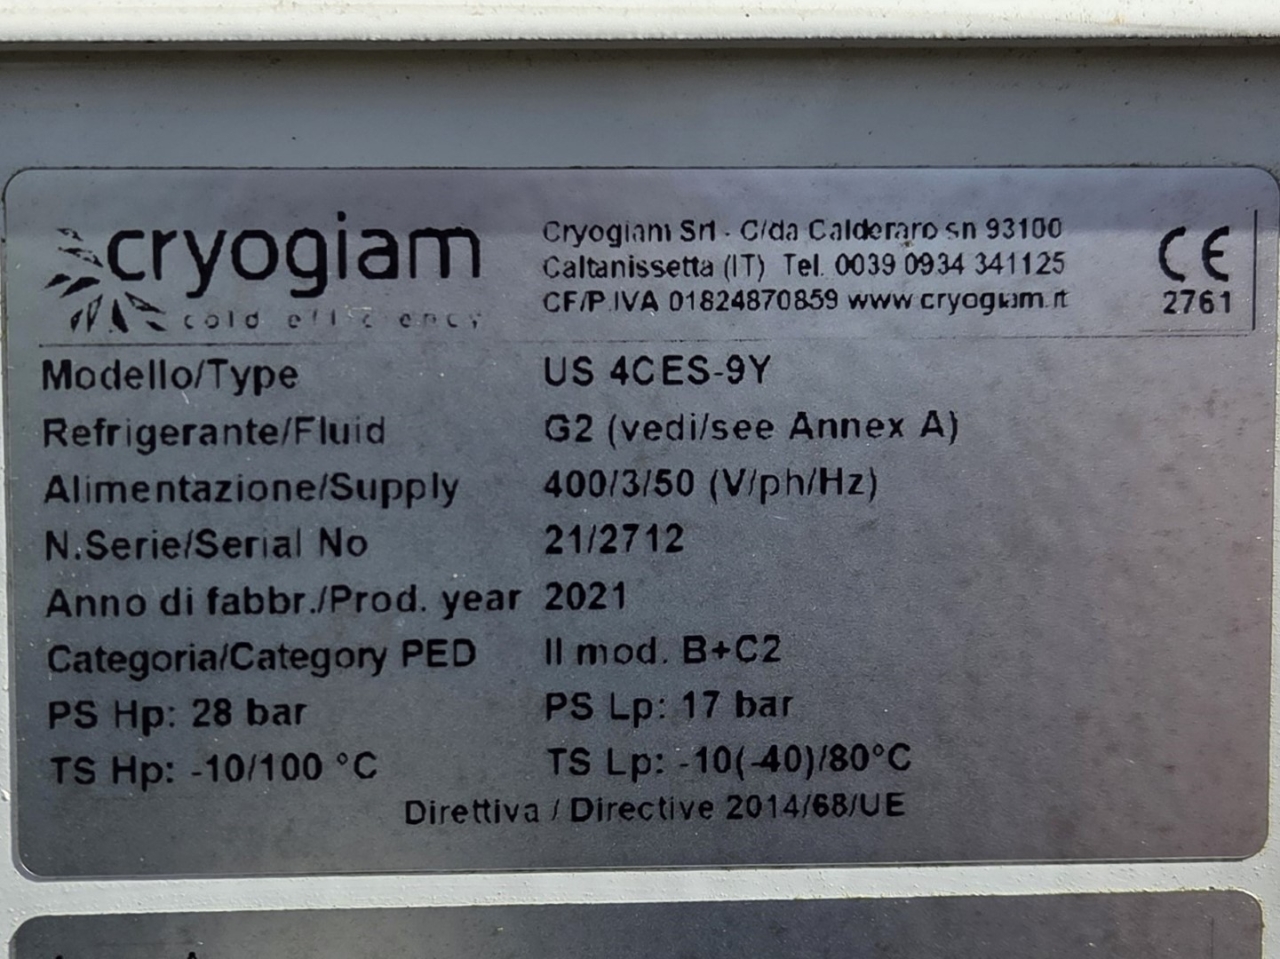 cryogiam
cold efficiency
Cryogiam Srl - C/da Calderaro sn 93100
Caltanissetta (IT) Tel. 0039 0934 341125
CF/P.IVA 01824870859 www.cryogiam.it
CE
2761
Modello/Type US 4CES-9Y
Refrigerante/Fluid G2 (vedi/see Annex A)
Alimentazione/Supply 400/3/50 (V/ph/Hz)
N.Serie/Serial No 21/2712
Anno di fabbr./Prod. year 2021
Categoria/Category PED II mod. B+C2
PS Hp: 28 bar PS Lp: 17 bar
TS Hp: -10/100 °C TS Lp: -10(-40)/80°C
Direttiva / Directive 2014/68/UE